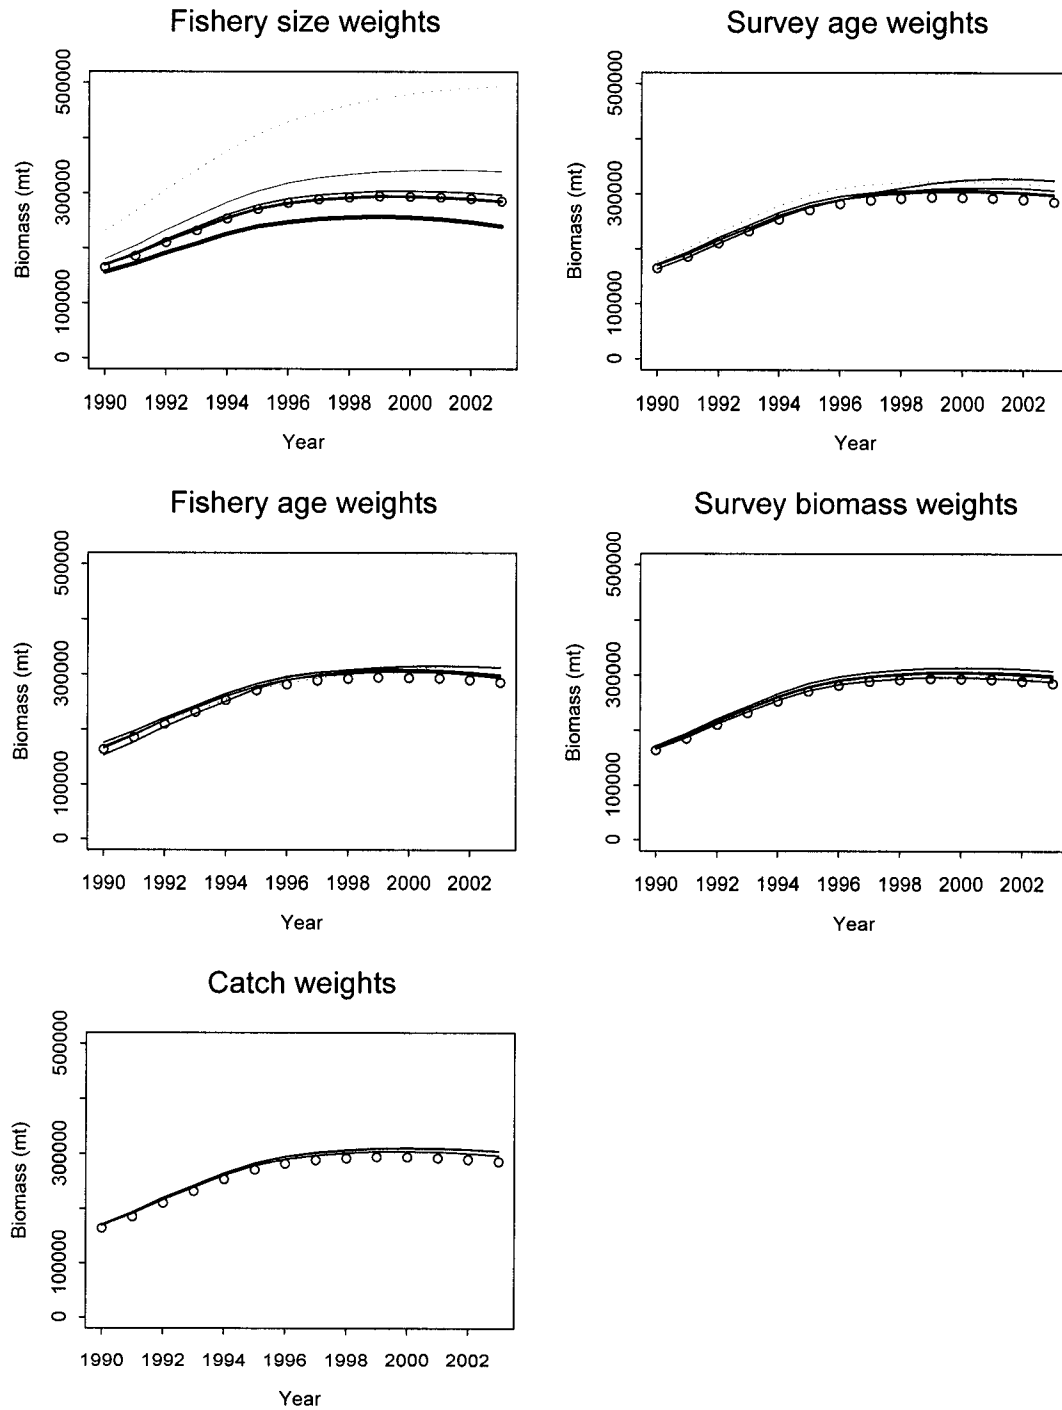 Fishery size weights
Biomass (mt)
500000
300000
100000
0
1990 1992 1994 1996 1998 2000 2002
Year
Survey age weights
Biomass (mt)
500000
300000
100000
0
1990 1992 1994 1996 1998 2000 2002
Year
Fishery age weights
Biomass (mt)
500000
300000
100000
0
1990 1992 1994 1996 1998 2000 2002
Year
Survey biomass weights
Biomass (mt)
500000
300000
100000
0
1990 1992 1994 1996 1998 2000 2002
Year
Catch weights
Biomass (mt)
500000
300000
100000
0
1990 1992 1994 1996 1998 2000 2002
Year